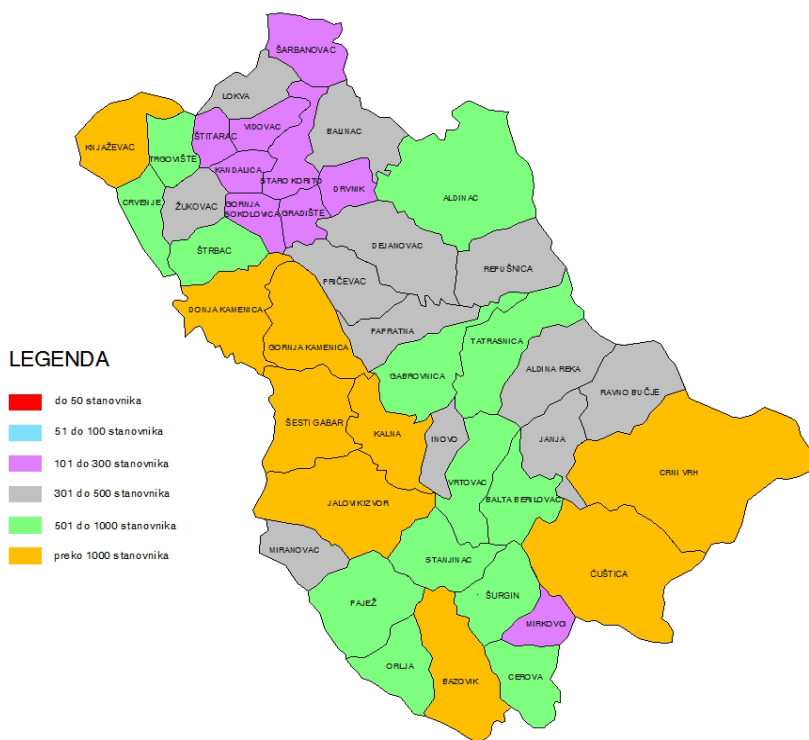 ŠARBANOVAC
LOKVA
VIDOVAC
ŠTITARAC
BALINAC
KNJAŽEVAC
TRGOVIŠTE
KANDALICA
STARO KORITO
DRVNIK
ALDINAC
CRVENJE
ŽUKOVAC
GORNJA
SOKOLOVICA
GRADIŠTE
ŠTRBAC
DEJANOVAC
REPUŠNICA
PRIČEVAC
DONJA KAMENICA
PAPRATNA
GORNJA KAMENICA
TATRASNICA
LEGENDA
GABROVNICA
ALDINA REKA
RAVNO BUČJE
do 50 stanovnika
51 do 100 stanovnika
101 do 300 stanovnika
301 do 500 stanovnika
501 do 1000 stanovnika
preko 1000 stanovnika
ŠESTI GABAR
KALNA
INOVO
JANJA
CRNI VRH
VRTOVAC
BALTA BERILOVAC
JALOVIK IZVOR
MIRANOVAC
STANJINAC
ĆUŠTICA
ŠURGIN
PAJEŽ
MIRKOVCI
ORLJA
BAZOVIK
CEROVA